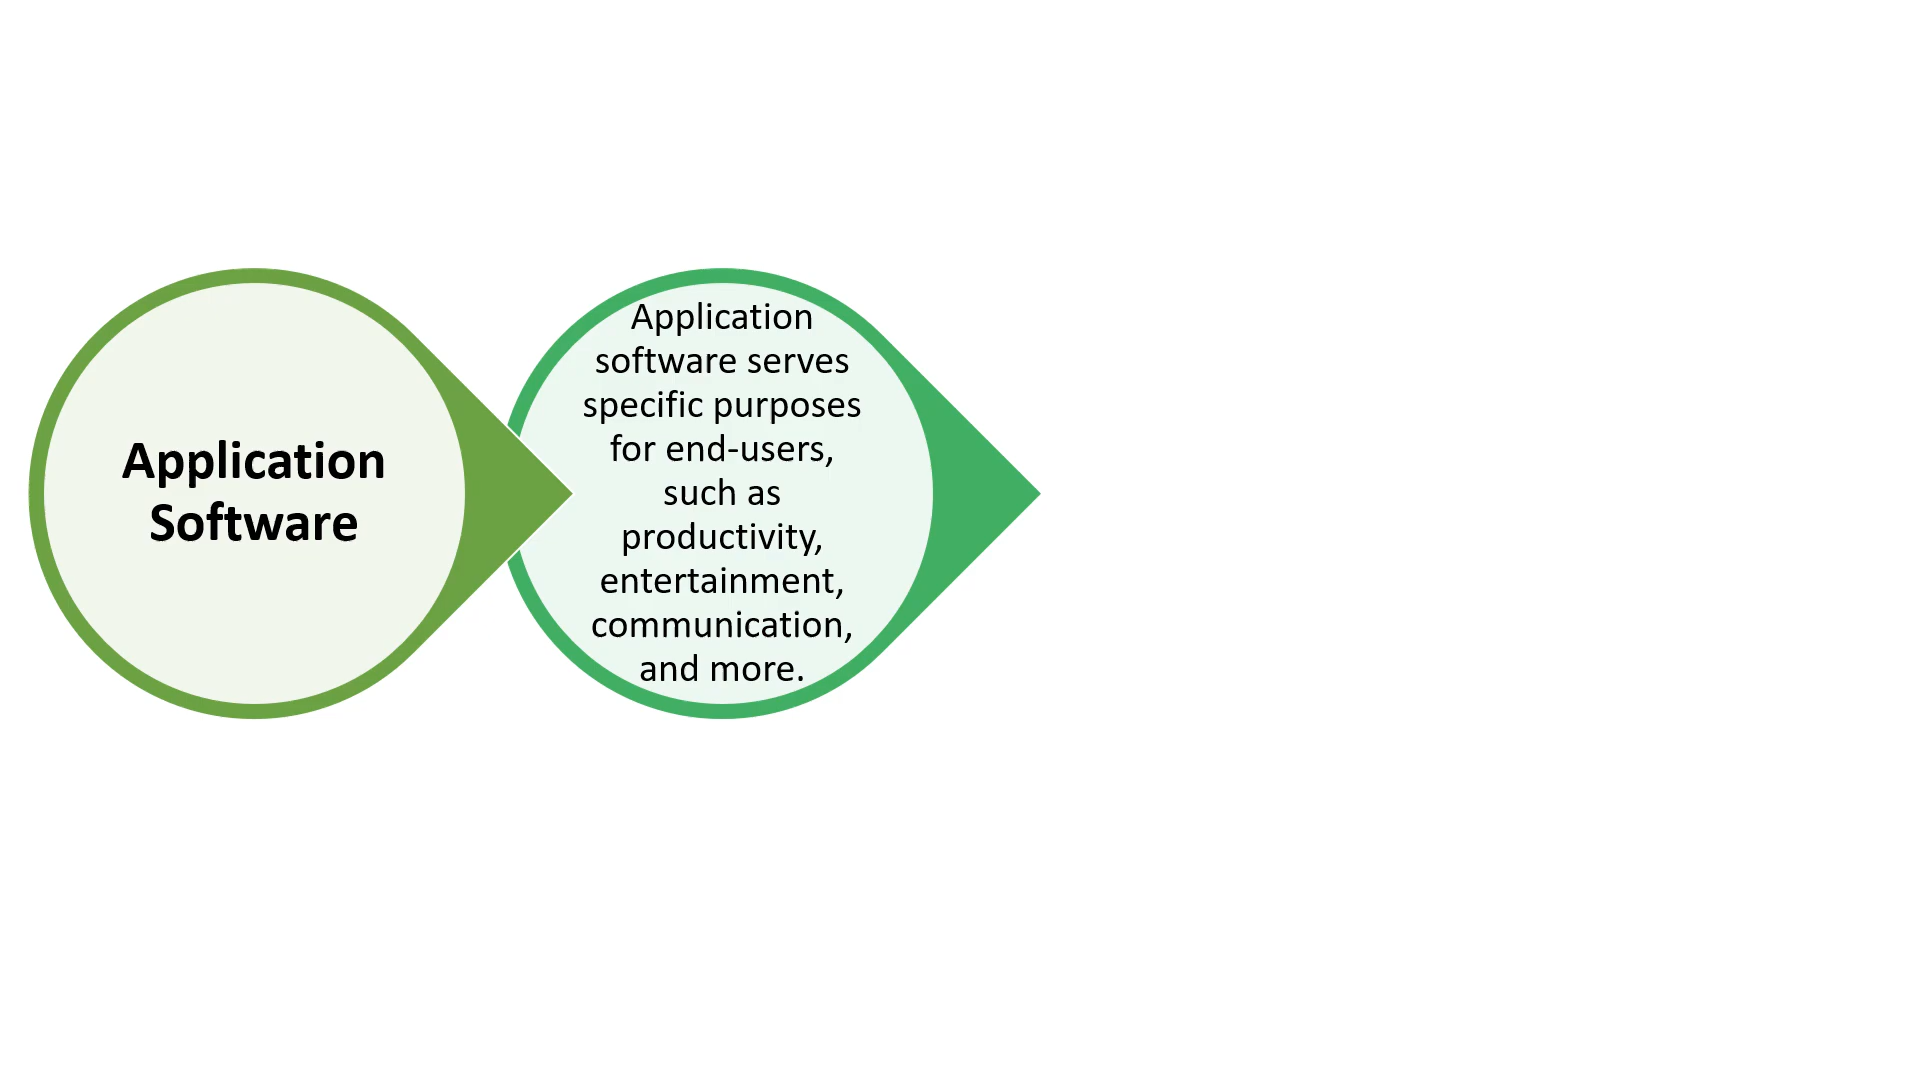 Application
Software
Application
software serves
specific purposes
for end-users,
such as
productivity,
entertainment,
communication,
and more.